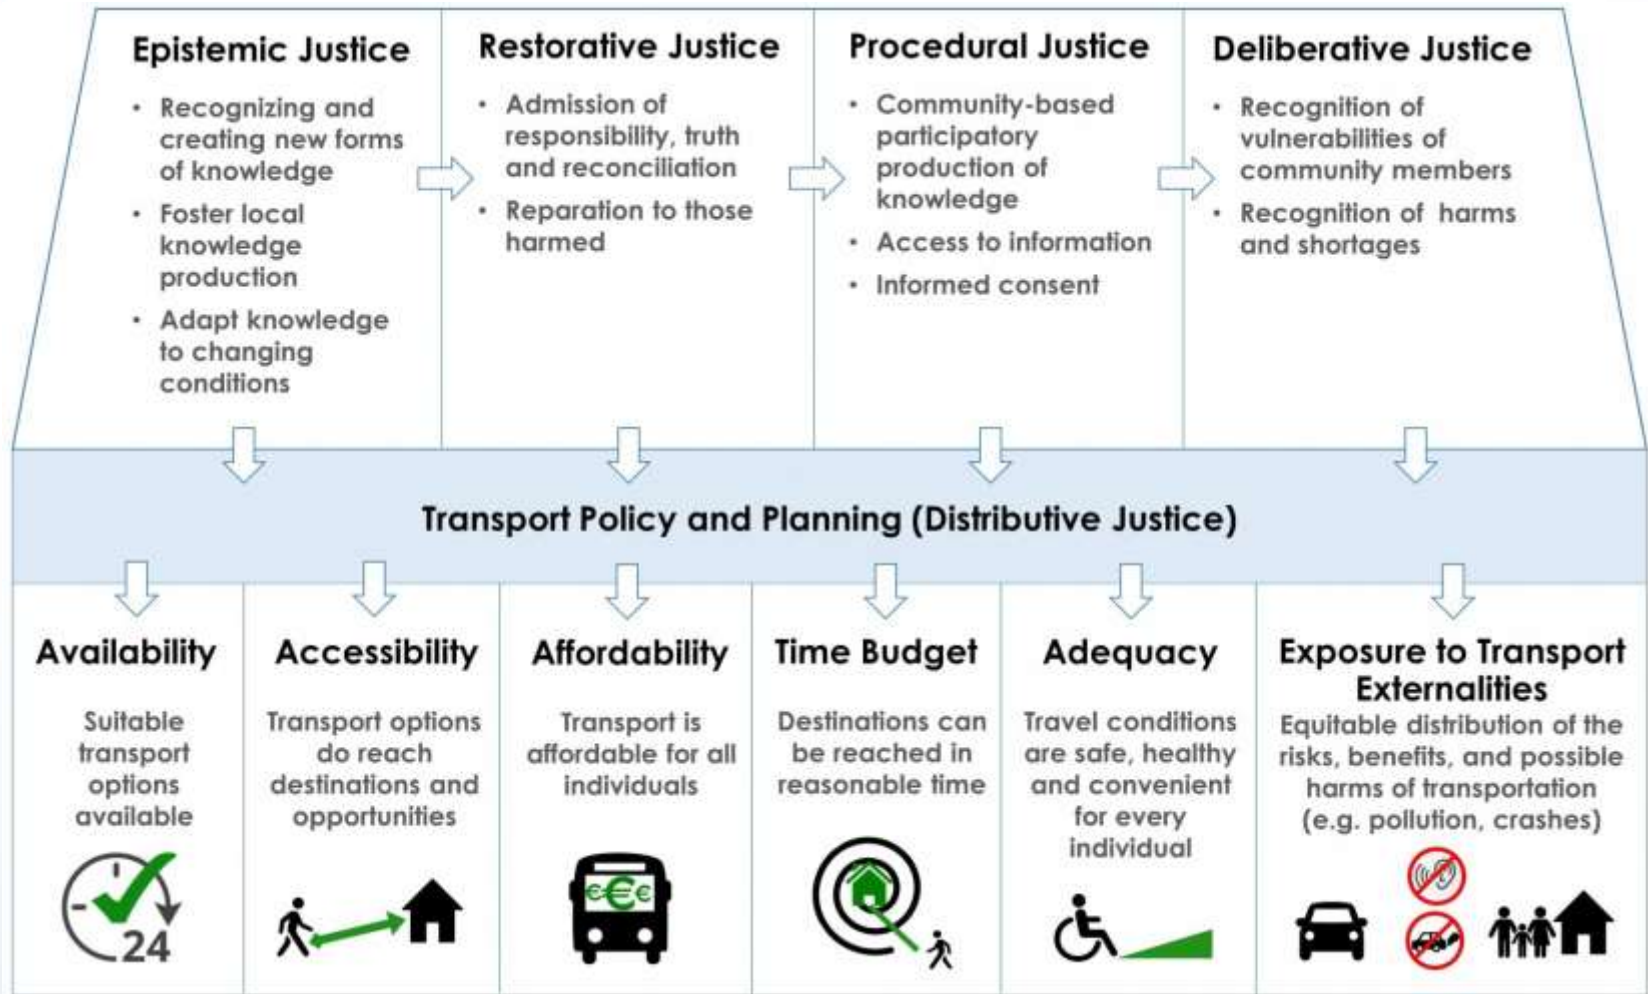 Epistemic Justice
• Recognizing and
creating new forms
of knowledge
• Foster local
knowledge
production
• Adapt knowledge
to changing
conditions
Restorative Justice
• Admission of
responsibility, truth
and reconciliation
• Reparation to those
harmed
Procedural Justice
• Community-based
participatory
production of
knowledge
• Access to information
• Informed consent
Deliberative Justice
• Recognition of
vulnerabilities of
community members
• Recognition of harms
and shortages
Transport Policy and Planning (Distributive Justice)
Availability
Suitable
transport
options
available
24
Accessibility
Transport options
do reach
destinations and
opportunities
Affordability
Transport is
affordable for all
individuals
€€€
Time Budget
Destinations can
be reached in
reasonable time
Adequacy
Travel conditions
are safe, healthy
and convenient
for every
individual
Exposure to Transport
Externalities
Equitable distribution of the
risks, benefits, and possible
harms of transportation
(e.g. pollution, crashes)